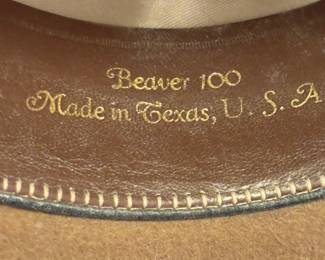 Beaver 100
Made in Texas, U. S. A